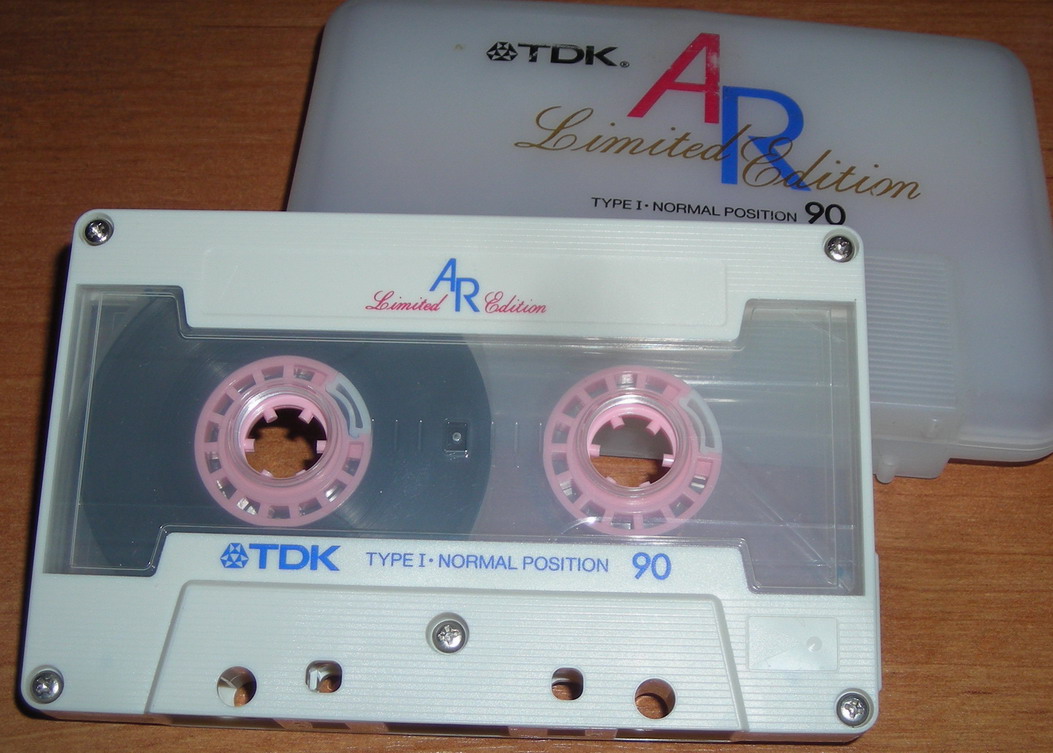 TDK®
AR
Limited Edition
TYPE I · NORMAL POSITION 90
AR
Limited Edition
TDK TYPE I · NORMAL POSITION 90